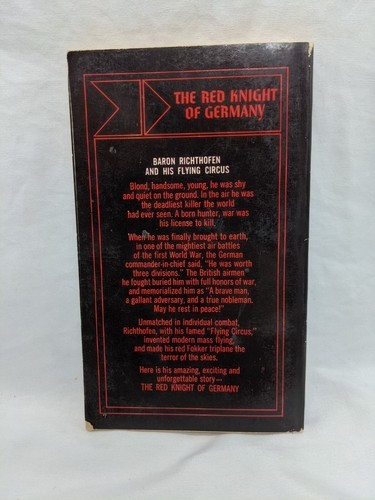 THE RED KNIGHT
OF GERMANY
BARON RICHTHOFEN
AND HIS FLYING CIRCUS
Blond, handsome, young, he was shy
and quiet on the ground. In the air he was
the deadliest killer the world
had ever seen. A born hunter, war was
his license to kill.
When he was finally brought to earth,
in one of the mightiest air battles
of the first World War, the German
commander-in-chief said, "He was worth
three divisions." The British airmen
he fought buried him with full honors of war,
and memorialized him as "A brave man,
a gallant adversary, and a true nobleman.
May he rest in peace!"
Unmatched in individual combat,
Richthofen, with his famed "Flying Circus,"
invented modern mass flying,
and made his red Fokker triplane the
terror of the skies.
Here is his amazing, exciting and
unforgettable story—
THE RED KNIGHT OF GERMANY